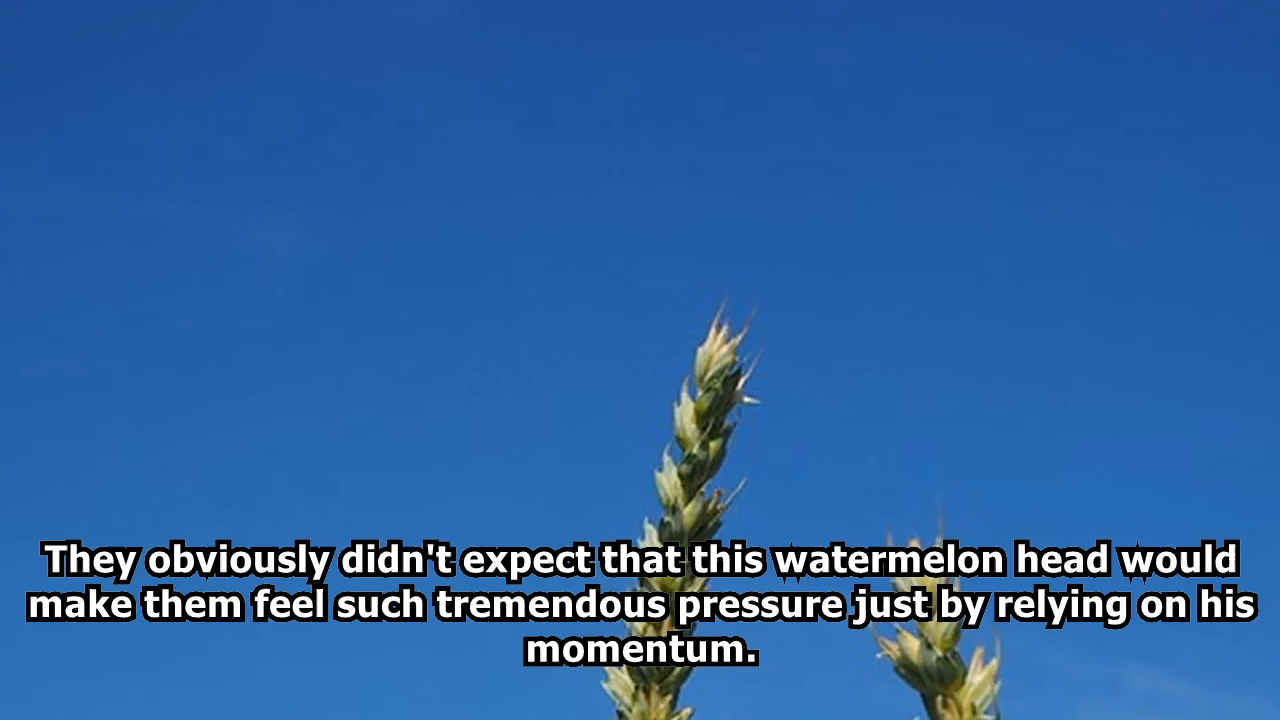 They obviously didn't expect that this watermelon head would
make them feel such tremendous pressure just by relying on his
momentum.